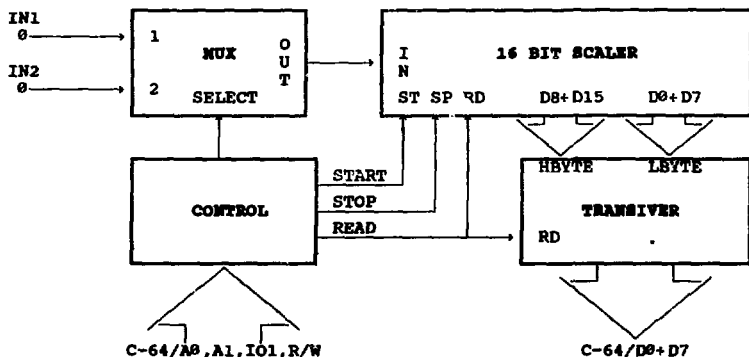 IN1
0
1
MUX
OUT
IN
16 BIT SCALER
IN2
0
2
SELECT
ST SP RD
D8+D15
D0+D7
START
STOP
READ
CONTROL
HBYTE
LBYTE
TRANSIVER
RD
C-64/A0,A1,IO1,R/W
C-64/D0+D7